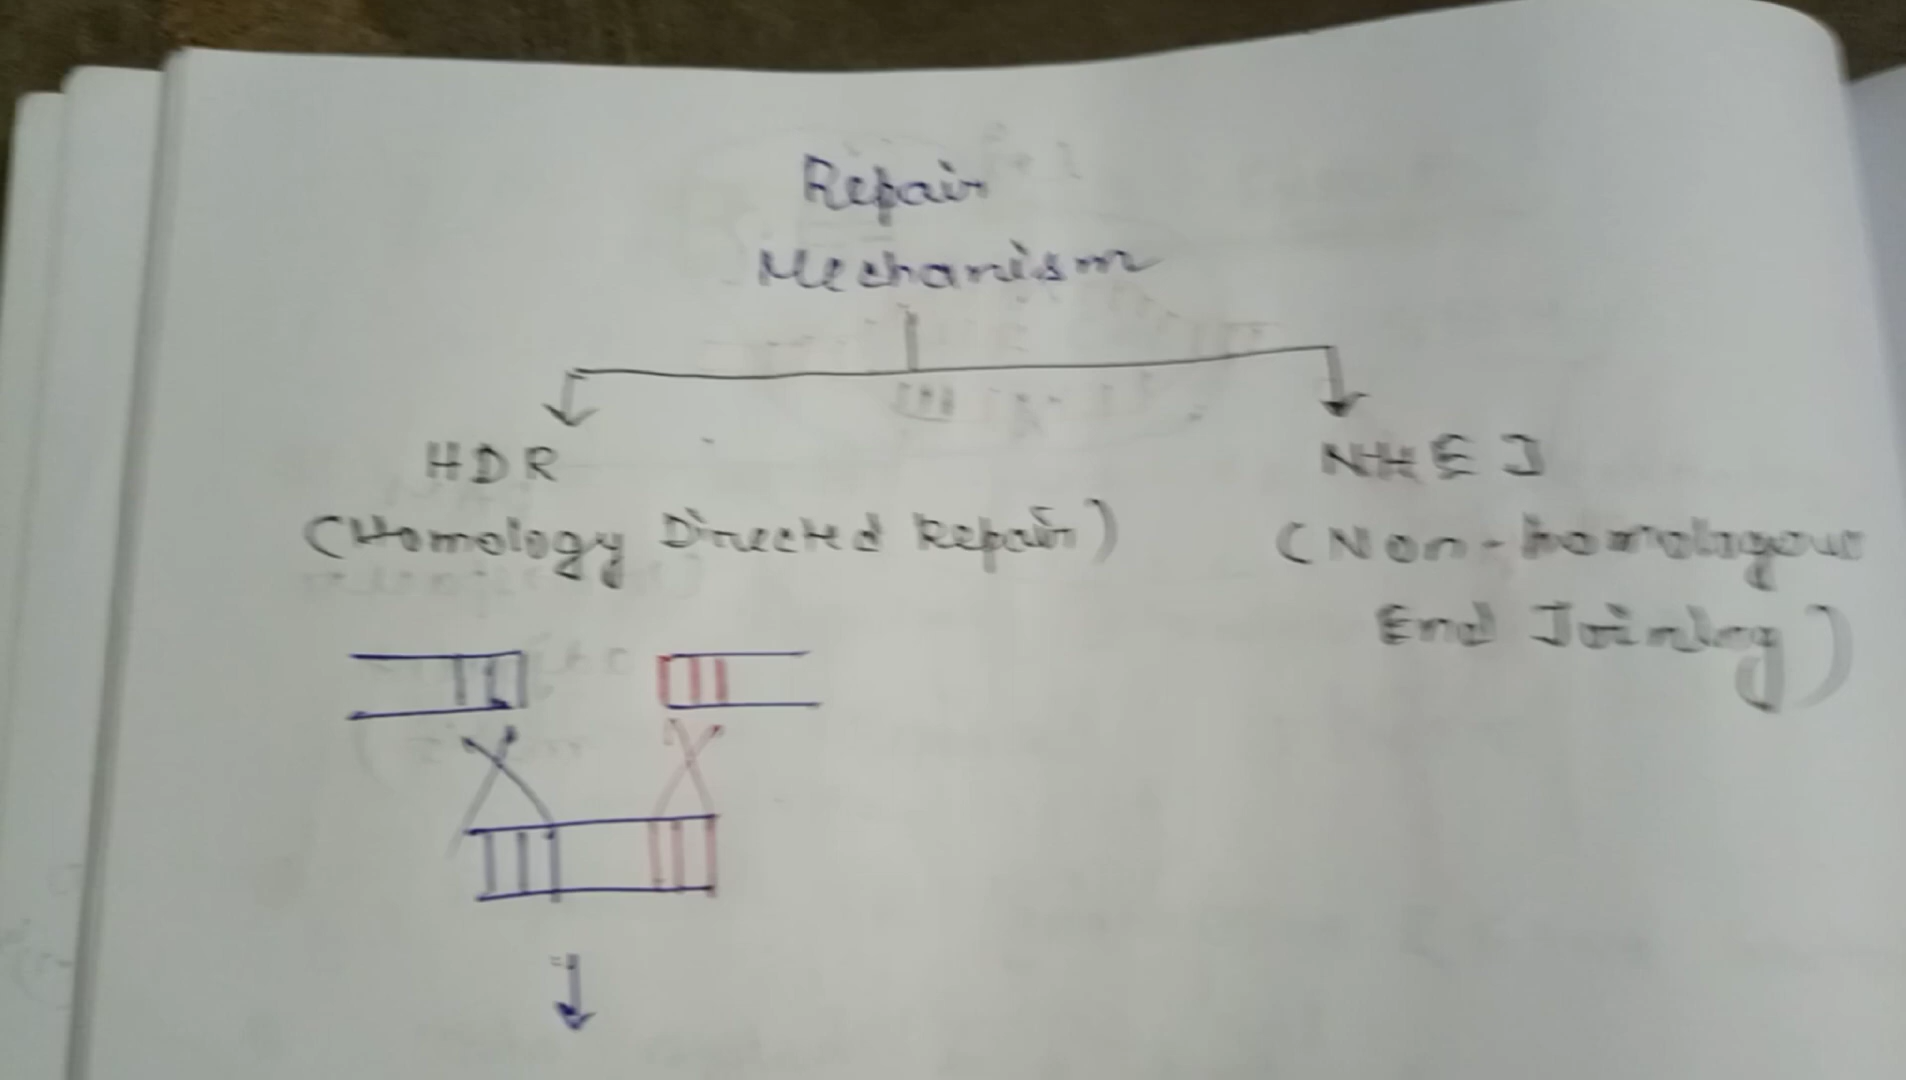 Repair
Mechanism
HDR
(Homology Directed Repair)
NHEJ
(Non-homologous
End Joining)